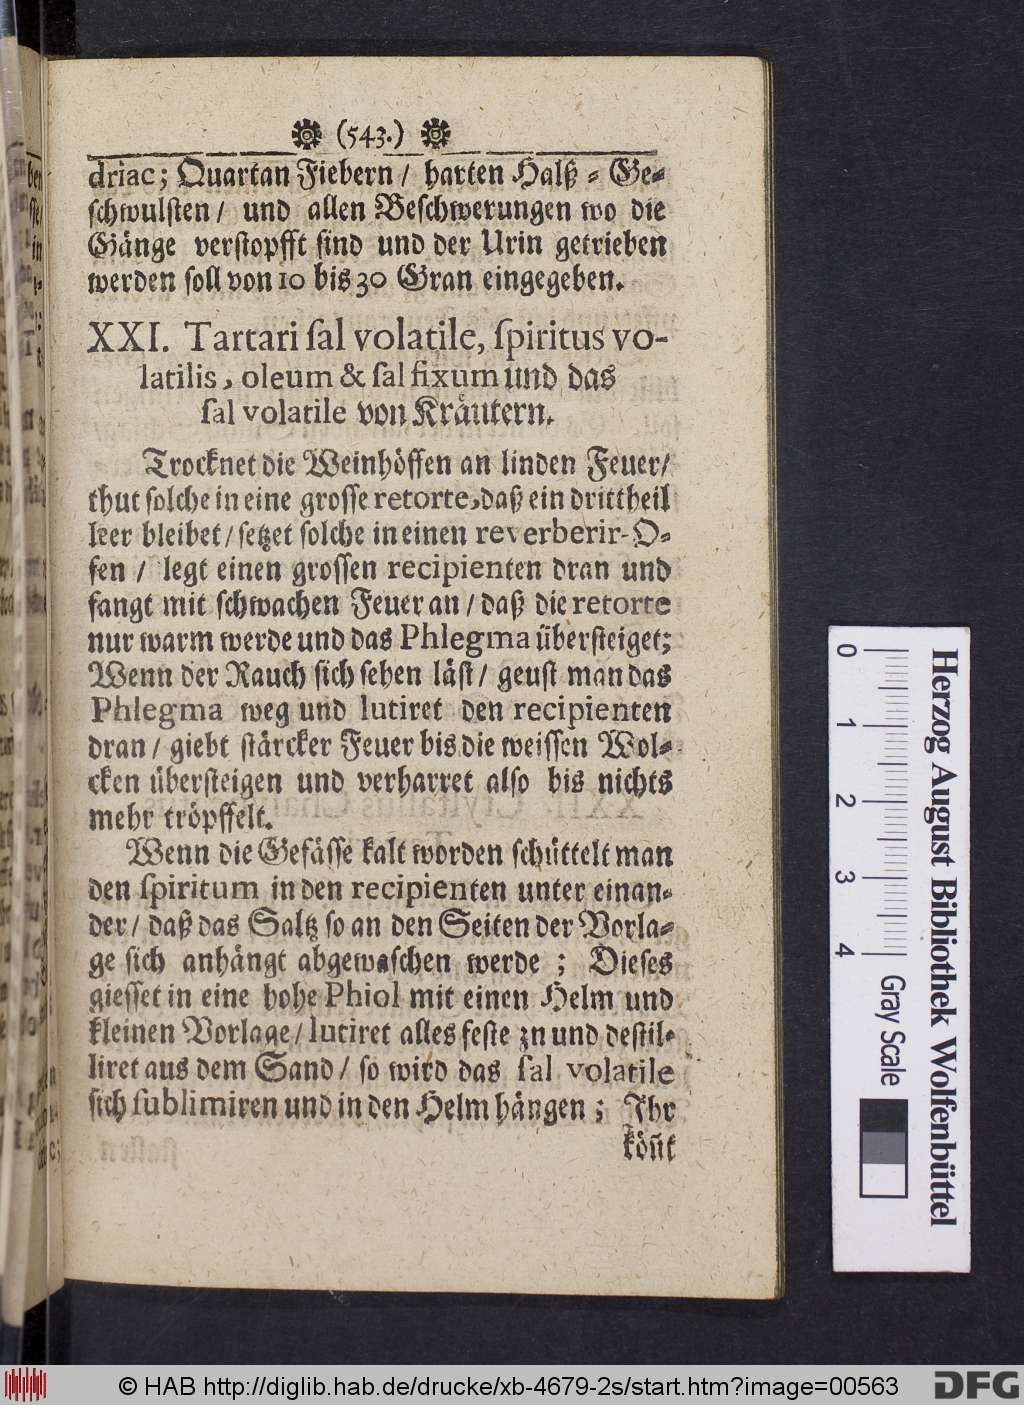 (543.)
driac; Quartan Fiebern / harten Halß - Ge-
schwulsten / und allen Beschwerungen wo die
Gänge verstopfft sind und der Urin getrieben
werden soll von 10 bis 30 Gran eingegeben.
XXI. Tartari sal volatile, spiritus vo-
latilis, oleum & sal fixum und das
sal volatile von Kräutern.
Trocknet die Weinhöffen an linden Feuer /
thut solche in eine grosse retorte, daß ein drittheil
leer bleibet / setzet solche in einen reverberir-O-
fen / legt einen grossen recipienten dran und
fangt mit schwachen Feuer an / daß die retorte
nur warm werde und das Phlegma übersteiget;
Wenn der Rauch sich sehen läst / geust man das
Phlegma weg und lutiret den recipienten
dran / giebt stärcker Feuer bis die weissen Wol-
cken übersteigen und verharret also bis nichts
mehr tröpffelt.
Wenn die Gefässe kalt worden schüttelt man
den spiritum in den recipienten unter einan-
der / daß das Saltz so an den Seiten der Vorla-
ge sich anhängt abgewaschen werde ; Dieses
giesset in eine hohe Phiol mit einen Helm und
kleinen Vorlage / lutiret alles feste zn und destil-
liret aus dem Sand / so wird das sal volatile
sich sublimiren und in den Helm hängen ; Ihr
köñt
0 1 2 3 4
Herzog August Bibliothek Wolfenbüttel
Gray Scale
© HAB http://diglib.hab.de/drucke/xb-4679-2s/start.htm?image=00563
DFG